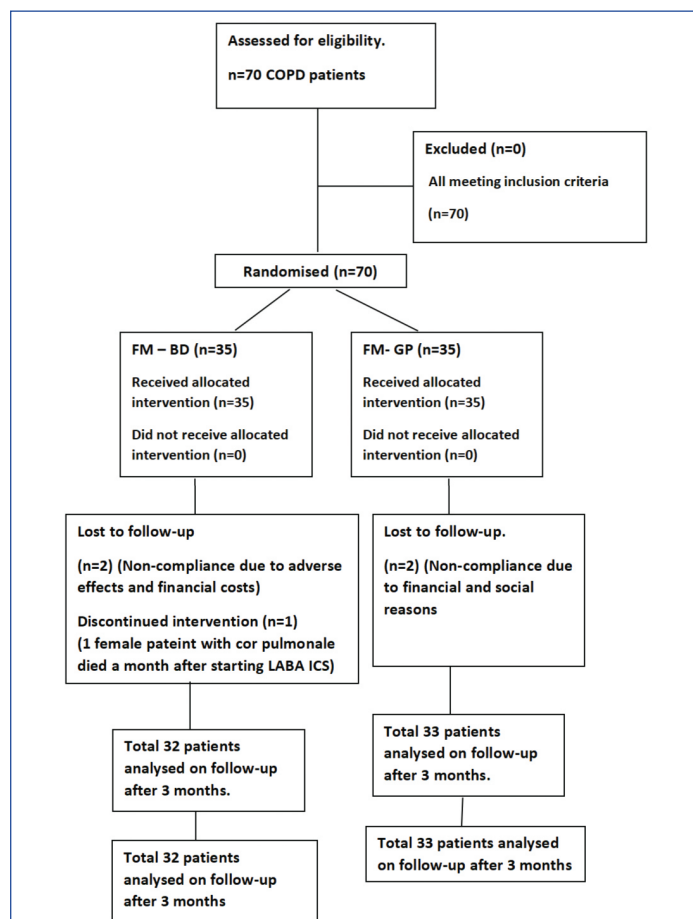 Assessed for eligibility.
n=70 COPD patients
Excluded (n=0)
All meeting inclusion criteria
(n=70)
Randomised (n=70)
FM – BD (n=35)
Received allocated
intervention (n=35)
Did not receive allocated
intervention (n=0)
FM- GP (n=35)
Received allocated
intervention (n=35)
Did not receive allocated
intervention (n=0)
Lost to follow-up
(n=2) (Non-compliance due to adverse
effects and financial costs)
Discontinued intervention (n=1)
(1 female pateint with cor pulmonale
died a month after starting LABA ICS)
Lost to follow-up.
(n=2) (Non-compliance due
to financial and social
reasons
Total 32 patients
analysed on follow-up
after 3 months.
Total 33 patients
analysed on follow-up
after 3 months.
Total 32 patients
analysed on follow-up
after 3 months
Total 33 patients analysed
on follow-up after 3 months